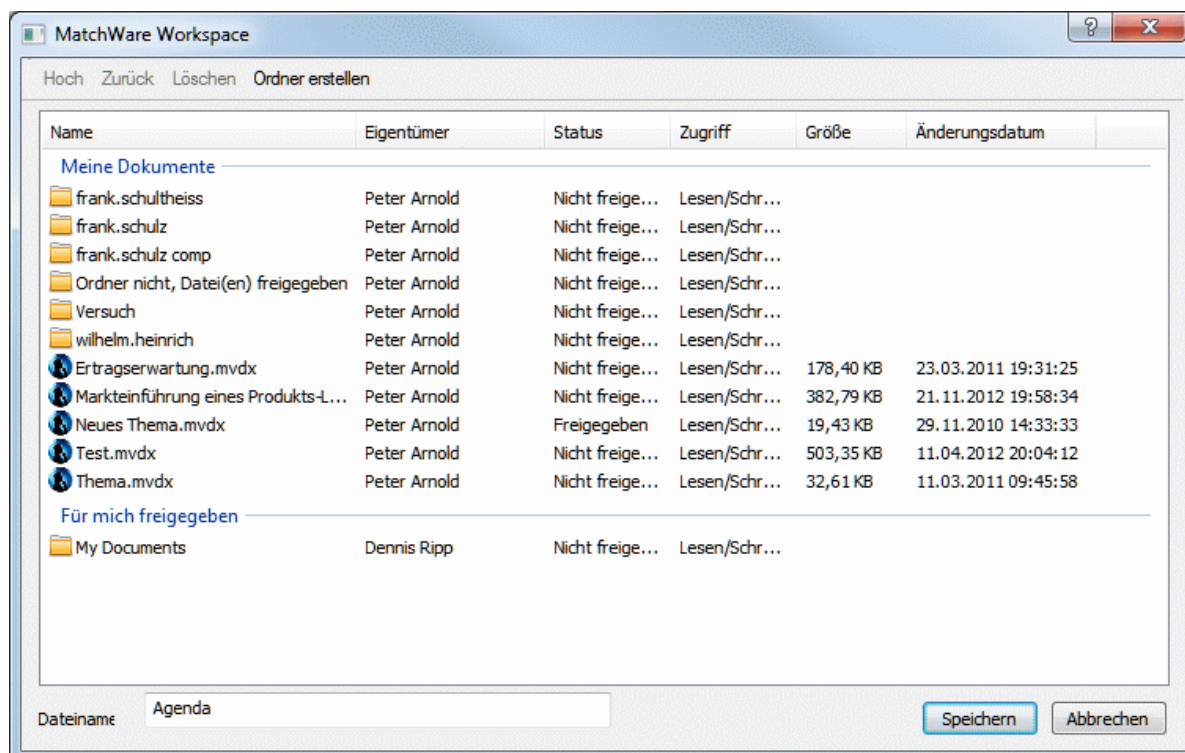 MatchWare Workspace
Hoch Zurück Löschen Ordner erstellen
Name Eigentümer Status Zugriff Größe Änderungsdatum
Meine Dokumente
frank.schultheiss Peter Arnold Nicht freige... Lesen/Schr...
frank.schulz Peter Arnold Nicht freige... Lesen/Schr...
frank.schulz comp Peter Arnold Nicht freige... Lesen/Schr...
Ordner nicht, Datei(en) freigegeben Peter Arnold Nicht freige... Lesen/Schr...
Versuch Peter Arnold Nicht freige... Lesen/Schr...
wilhelm.heinrich Peter Arnold Nicht freige... Lesen/Schr...
Ertragserwartung.mvdx Peter Arnold Nicht freige... Lesen/Schr... 178,40 KB 23.03.2011 19:31:25
Markteinführung eines Produkts-L... Peter Arnold Nicht freige... Lesen/Schr... 382,79 KB 21.11.2012 19:58:34
Neues Thema.mvdx Peter Arnold Freigegeben Lesen/Schr... 19,43 KB 29.11.2010 14:33:33
Test.mvdx Peter Arnold Nicht freige... Lesen/Schr... 503,35 KB 11.04.2012 20:04:12
Thema.mvdx Peter Arnold Nicht freige... Lesen/Schr... 32,61 KB 11.03.2011 09:45:58
Für mich freigegeben
My Documents Dennis Ripp Nicht freige... Lesen/Schr...
Dateiname Agenda Speichern Abbrechen